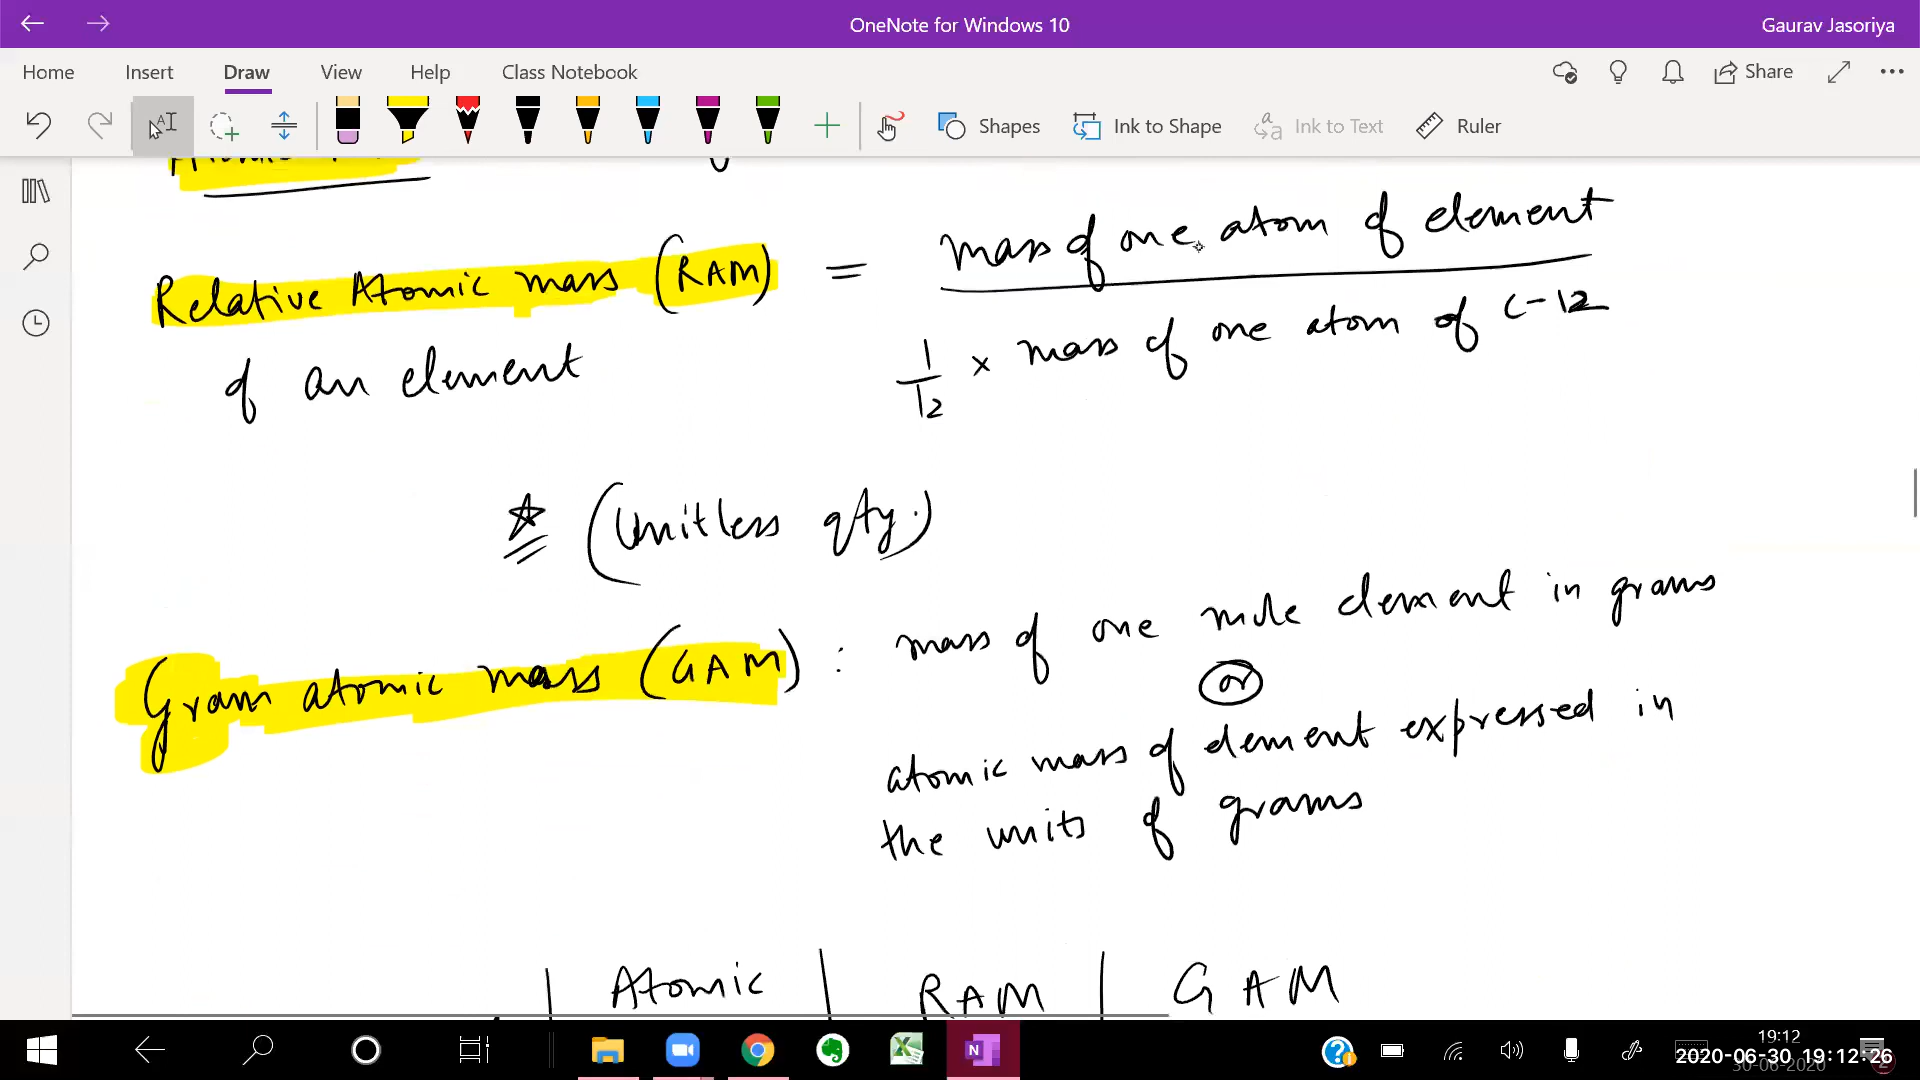 OneNote for Windows 10
Gaurav Jasoriya
Home Insert Draw View Help Class Notebook
Share
Shapes Ink to Shape Ink to Text Ruler
Atomic
Relative Atomic mass (RAM) = mass of one atom of element
of an element 1/12 × mass of one atom of C-12
(Unitless qty.)
Gram atomic mass (GAM) : mass of one mole element in grams
or
atomic mass of element expressed in
the units of grams
Atomic | RAM | GAM
19:12
2020-06-30 19:12:26
30-06-2020